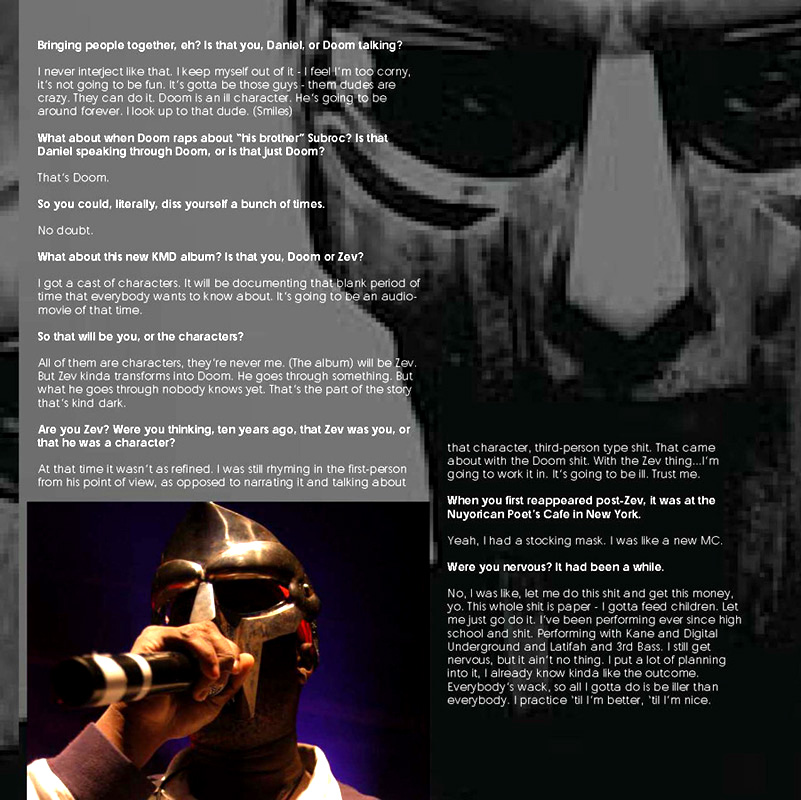 Bringing people together, eh? Is that you, Daniel, or Doom talking?
I never interject like that. I keep myself out of it - I feel I'm too corny,
it's not going to be fun. It's gotta be those guys - them dudes are
crazy. They can do it. Doom is an ill character. He's going to be
around forever. I look up to that dude. (Smiles)
What about when Doom raps about "his brother" Subroc? Is that
Daniel speaking through Doom, or is that just Doom?
That's Doom.
So you could, literally, diss yourself a bunch of times.
No doubt.
What about this new KMD album? Is that you, Doom or Zev?
I got a cast of characters. It will be documenting that blank period of
time that everybody wants to know about. It's going to be an audio-
movie of that time.
So that will be you, or the characters?
All of them are characters, they're never me. (The album) will be Zev.
But Zev kinda transforms into Doom. He goes through something. But
what he goes through nobody knows yet. That's the part of the story
that's kind dark.
Are you Zev? Were you thinking, ten years ago, that Zev was you, or
that he was a character?
At that time it wasn't as refined. I was still rhyming in the first-person
from his point of view, as opposed to narrating it and talking about
that character, third-person type shit. That came
about with the Doom shit. With the Zev thing...I'm
going to work it in. It's going to be ill. Trust me.
When you first reappeared post-Zev, it was at the
Nuyorican Poet's Cafe in New York.
Yeah, I had a stocking mask. I was like a new MC.
Were you nervous? It had been a while.
No, I was like, let me do this shit and get this money,
yo. This whole shit is paper - I gotta feed children. Let
me just go do it. I've been performing ever since high
school and shit. Performing with Kane and Digital
Underground and Latifah and 3rd Bass. I still get
nervous, but it ain't no thing. I put a lot of planning
into it, I already know kinda like the outcome.
Everybody's wack, so all I gotta do is be iller than
everybody. I practice 'til I'm better, 'til I'm nice.